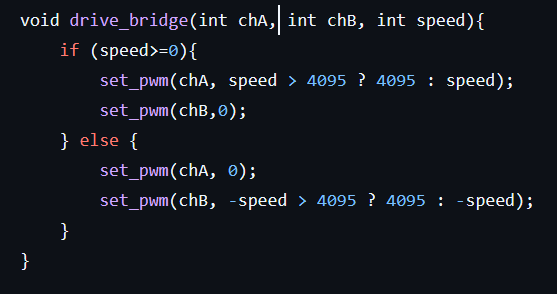 void drive_bridge(int chA, int chB, int speed){
    if (speed>=0){
        set_pwm(chA, speed > 4095 ? 4095 : speed);
        set_pwm(chB,0);
    } else {
        set_pwm(chA, 0);
        set_pwm(chB, -speed > 4095 ? 4095 : -speed);
    }
}